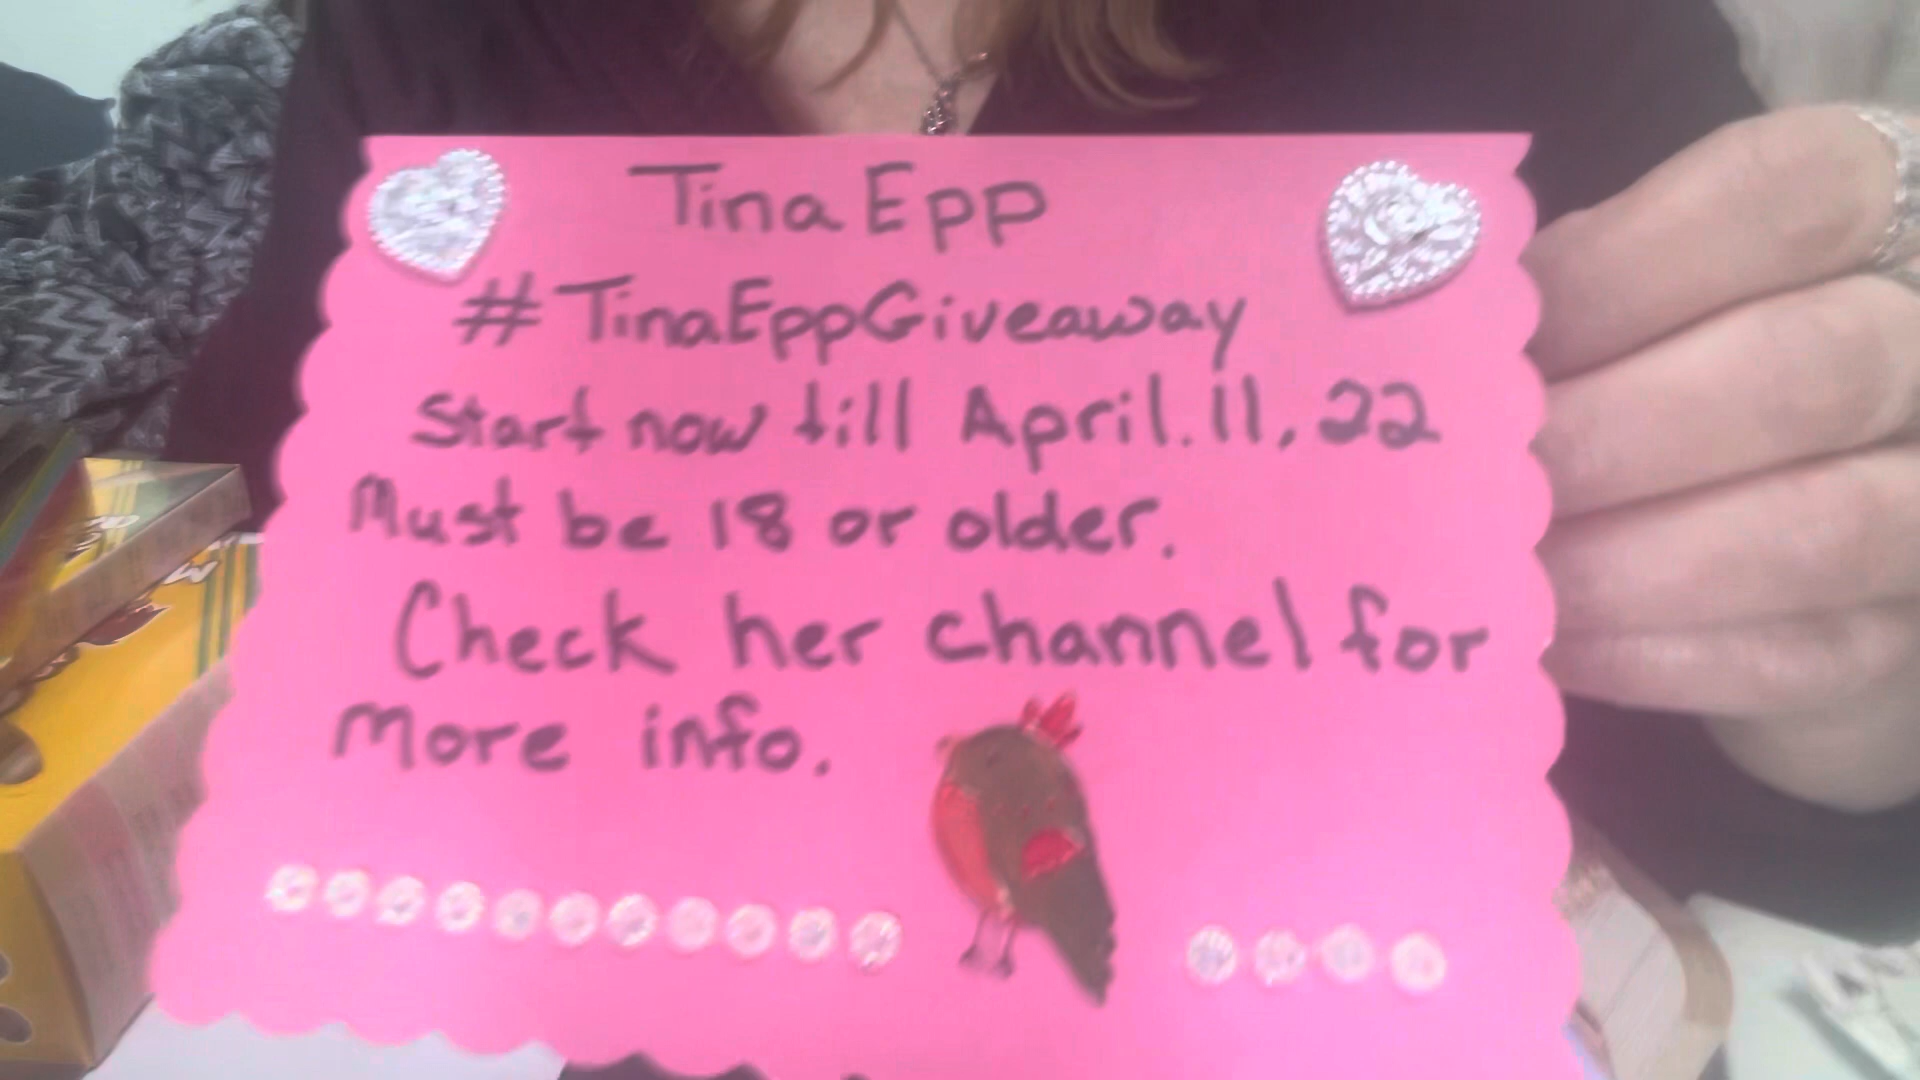 Tina Epp
#TinaEppGiveaway
Start now till April.11,22
Must be 18 or older.
Check her channel for
more info.